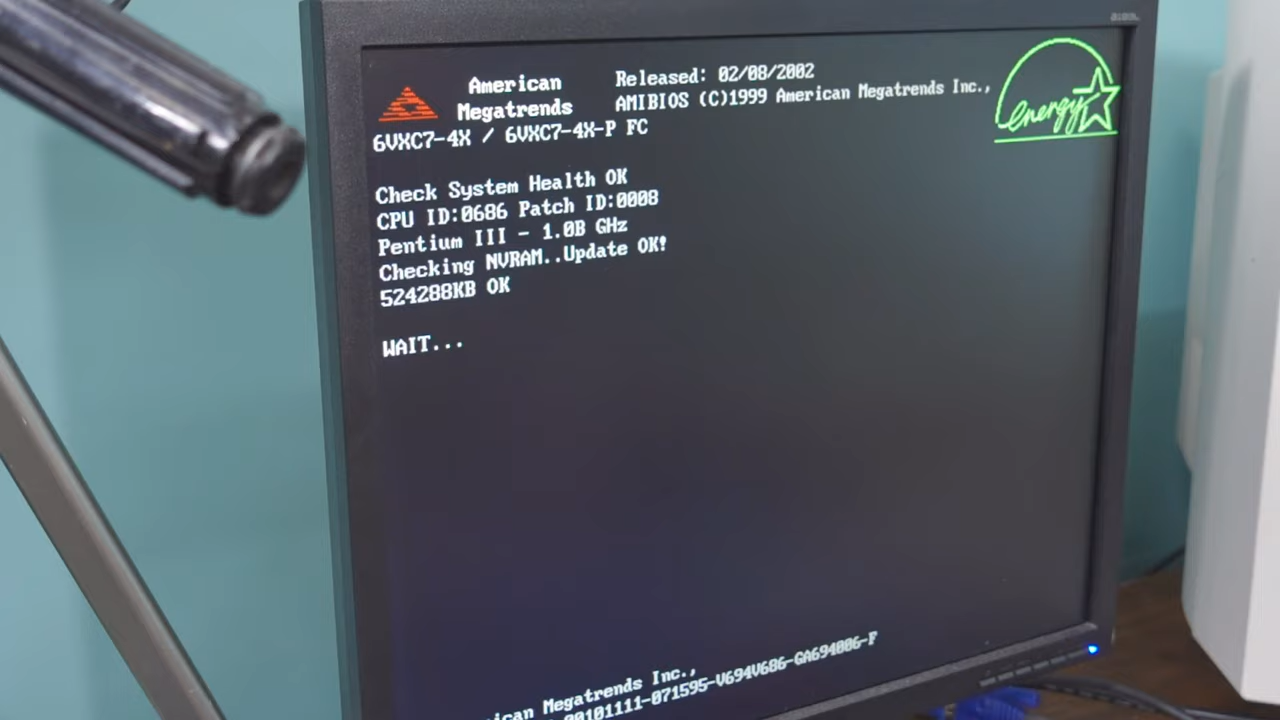 American
Megatrends
Released: 02/08/2002
AMIBIOS (C)1999 American Megatrends Inc.,
energy
6VXC7-4X / 6VXC7-4X-P FC
Check System Health OK
CPU ID:0686 Patch ID:0008
Pentium III - 1.0B GHz
Checking NVRAM..Update OK!
524288KB OK
WAIT...
ican Megatrends Inc.,
00101111-071595-V694V686-GA694006-F